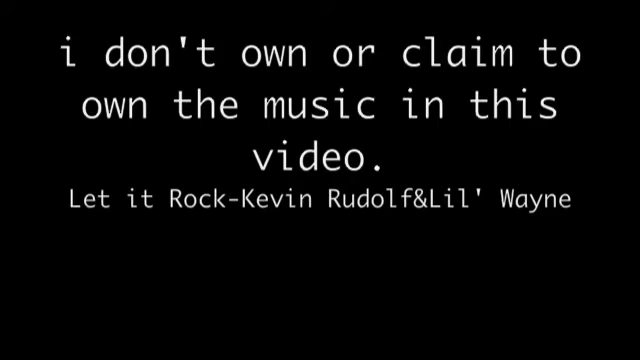 i don't own or claim to
own the music in this
video.
Let it Rock-Kevin Rudolf&Lil' Wayne